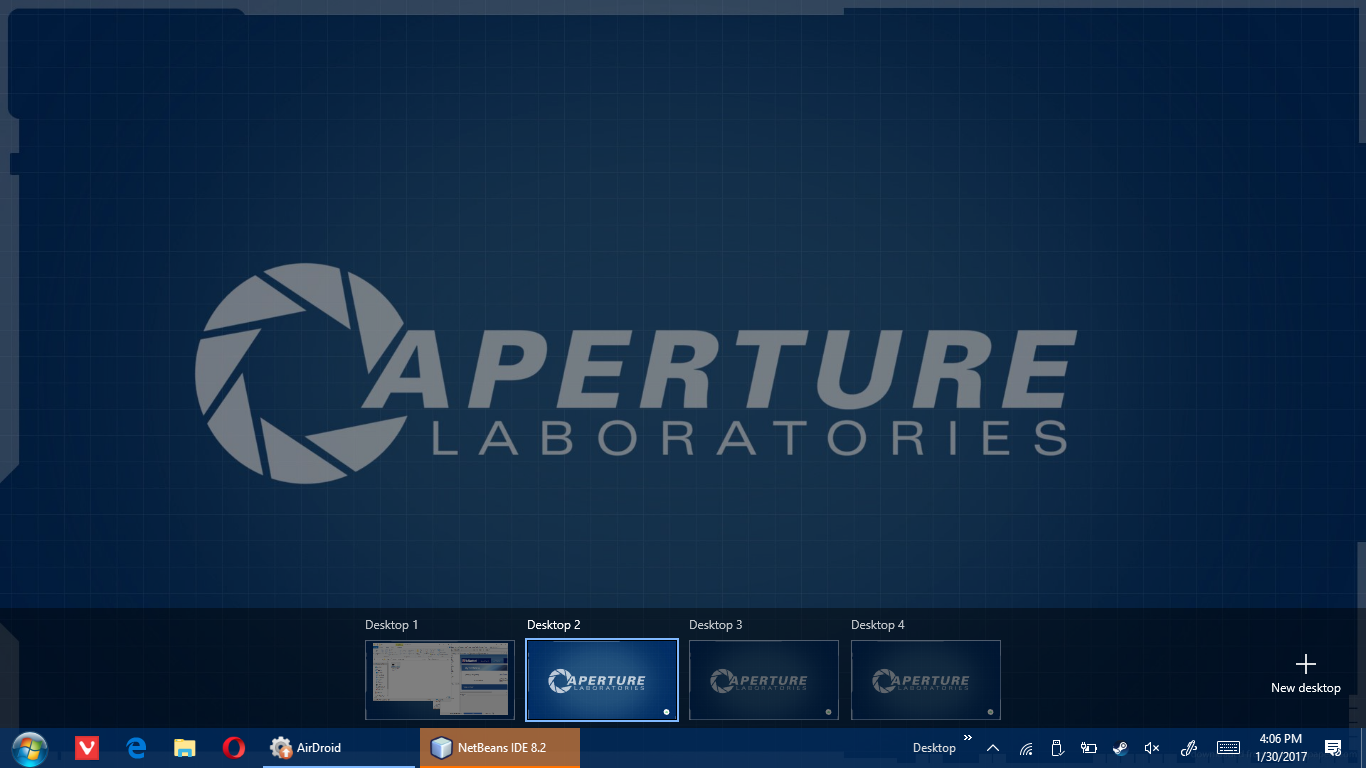 APERTURE
LABORATORIES
Desktop 1
Desktop 2
Desktop 3
Desktop 4
APERTURE
LABORATORIES
APERTURE
LABORATORIES
APERTURE
LABORATORIES
New desktop
AirDroid
NetBeans IDE 8.2
Desktop
4:06 PM
1/30/2017